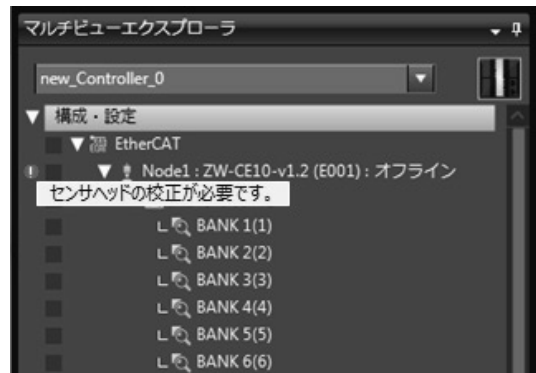 マルチビューエクスプローラ
new_Controller_0
構成・設定
EtherCAT
Node1 : ZW-CE10-v1.2 (E001) : オフライン
センサヘッドの校正が必要です。
BANK 1(1)
BANK 2(2)
BANK 3(3)
BANK 4(4)
BANK 5(5)
BANK 6(6)